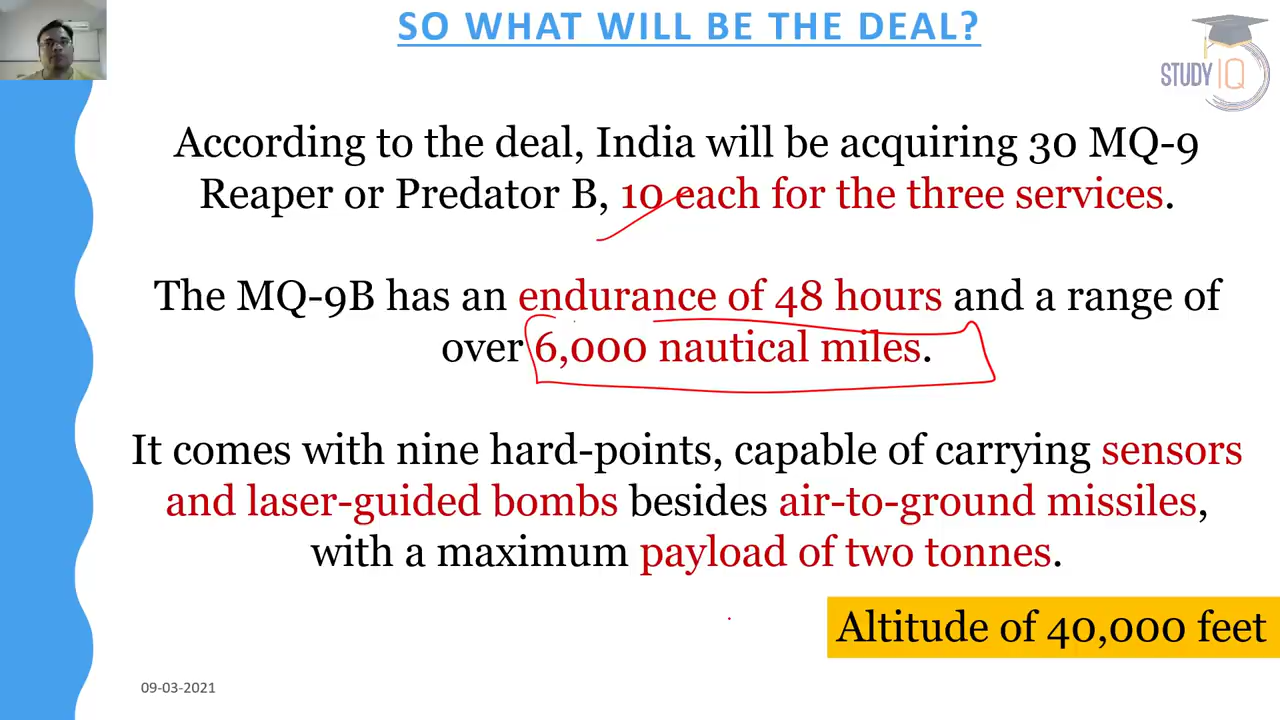 SO WHAT WILL BE THE DEAL?
STUDY IQ
According to the deal, India will be acquiring 30 MQ-9
Reaper or Predator B, 10 each for the three services.
The MQ-9B has an endurance of 48 hours and a range of
over 6,000 nautical miles.
It comes with nine hard-points, capable of carrying sensors
and laser-guided bombs besides air-to-ground missiles,
with a maximum payload of two tonnes.
Altitude of 40,000 feet
09-03-2021